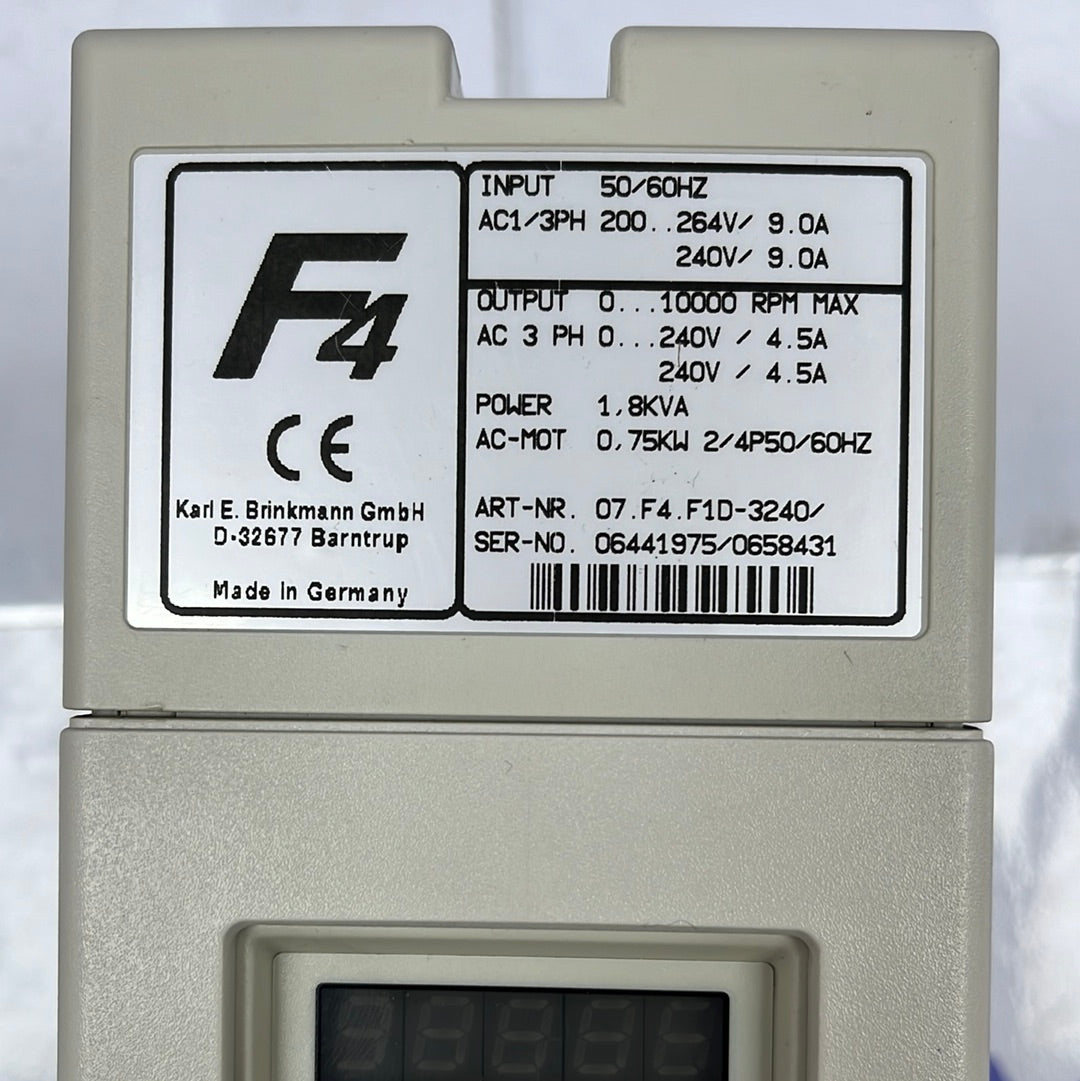 F4
CE
Karl E. Brinkmann GmbH
D-32677 Barntrup
Made in Germany
INPUT 50/60HZ
AC1/3PH 200..264V/ 9.0A
240V/ 9.0A
OUTPUT 0...10000 RPM MAX
AC 3 PH 0...240V / 4.5A
240V / 4.5A
POWER 1,8KVA
AC-MOT 0,75KW 2/4P50/60HZ
ART-NR. 07.F4.F1D-3240/
SER-NO. 06441975/0658431